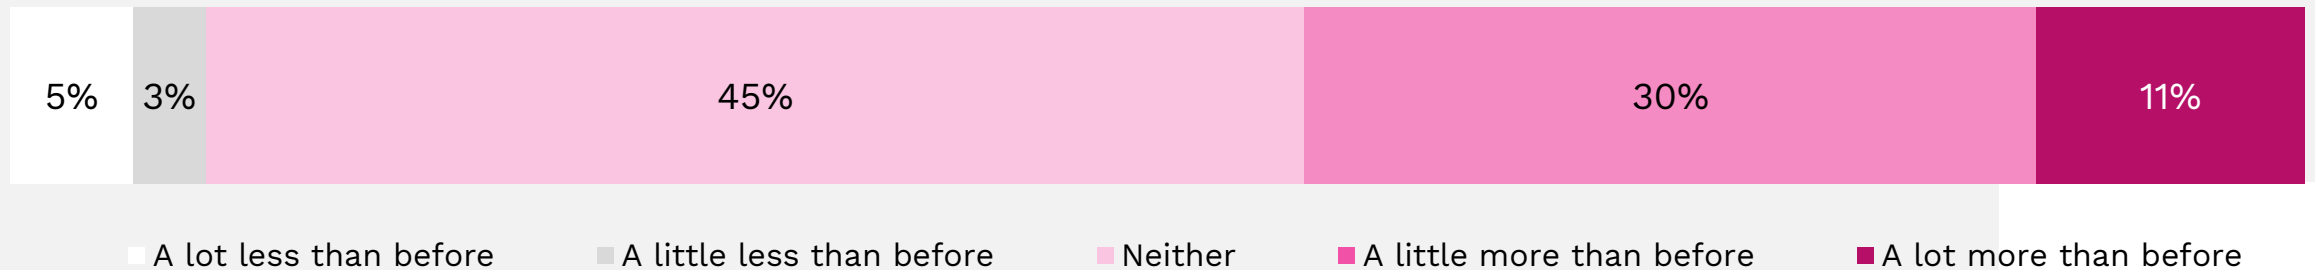 5% 3% 45% 30% 11%
A lot less than before A little less than before Neither A little more than before A lot more than before